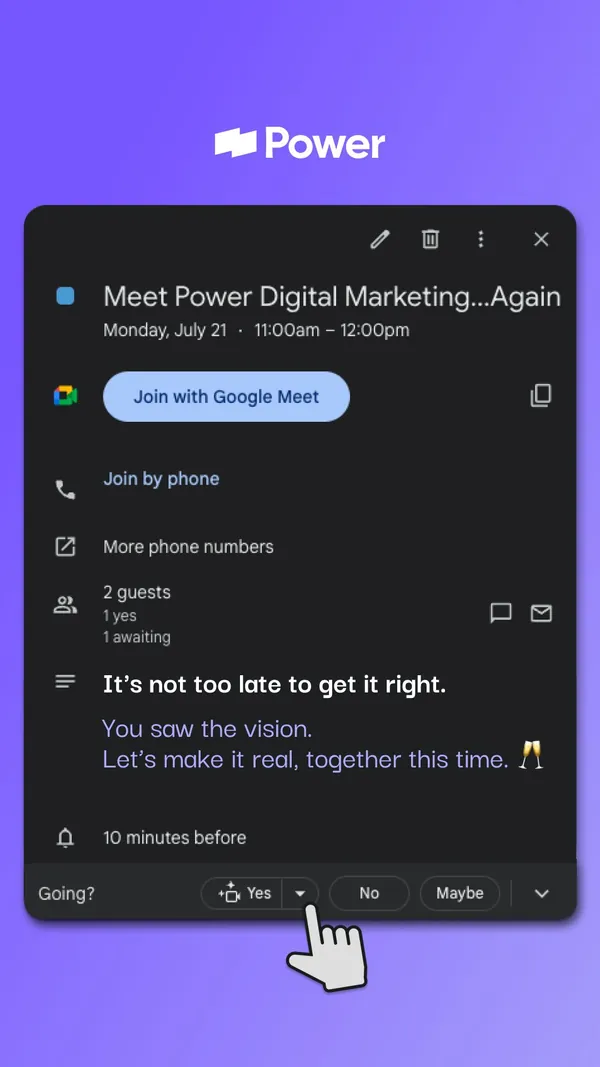 Power
Meet Power Digital Marketing...Again
Monday, July 21 · 11:00am – 12:00pm
Join with Google Meet
Join by phone
More phone numbers
2 guests
1 yes
1 awaiting
It's not too late to get it right.
You saw the vision.
Let's make it real, together this time. 🥂
10 minutes before
Going?
Yes
No
Maybe